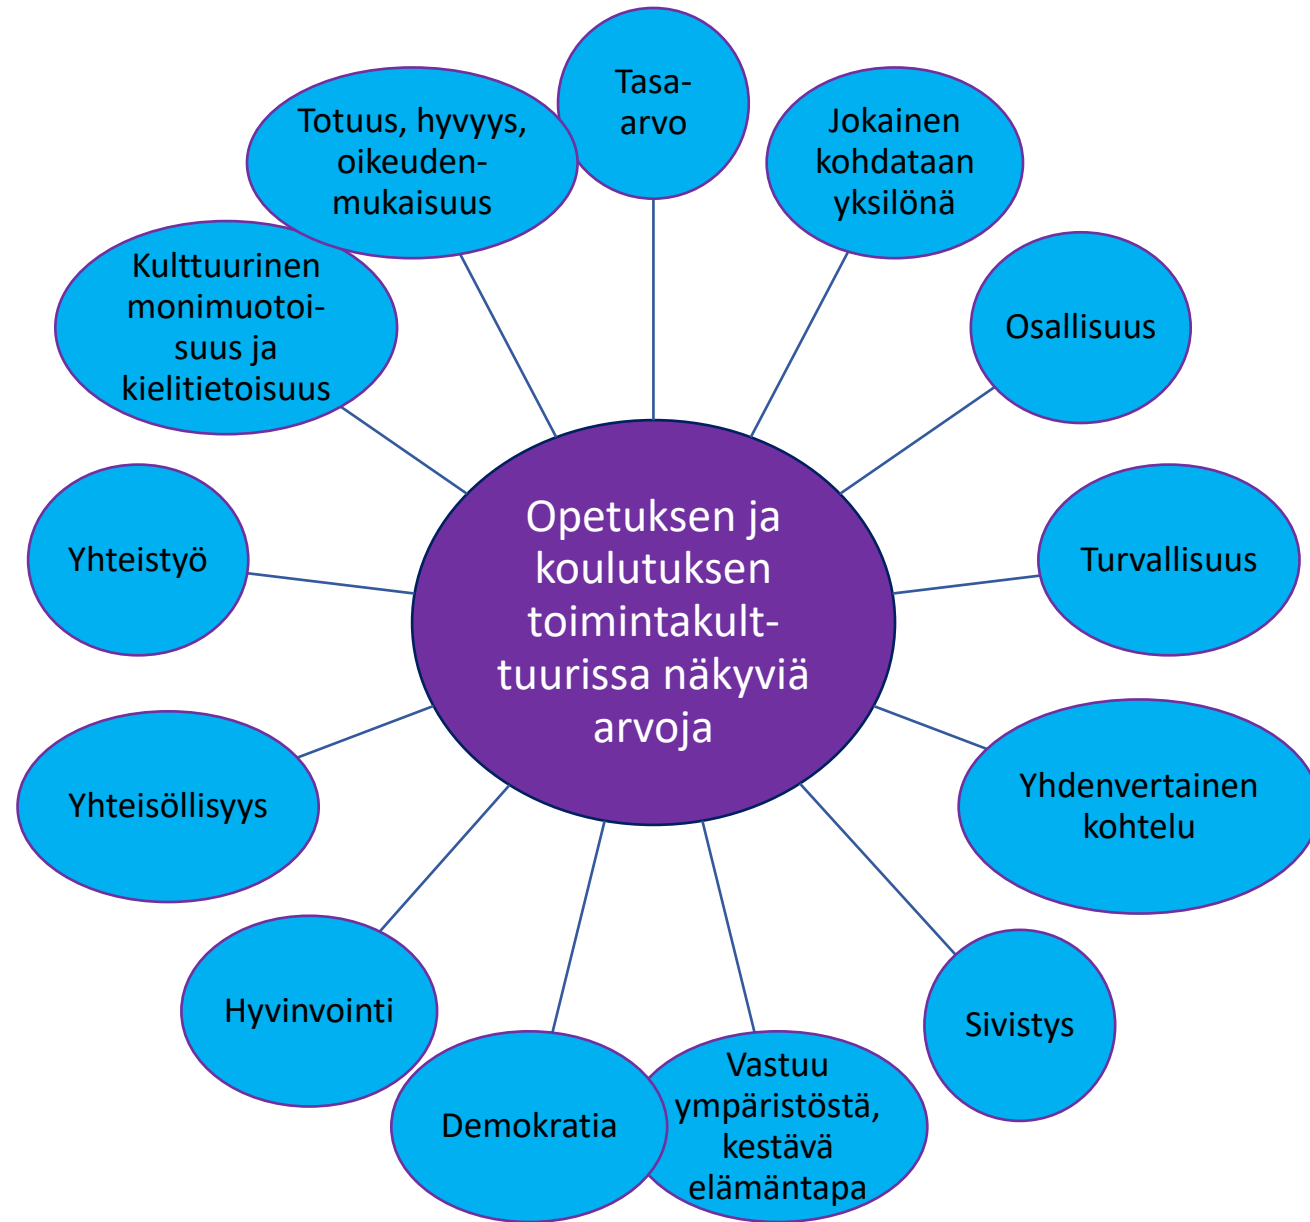 Tasa-
arvo
Jokainen
kohdataan
yksilönä
Osallisuus
Turvallisuus
Yhdenvertainen
kohtelu
Sivistys
Vastuu
ympäristöstä,
kestävä
elämäntapa
Demokratia
Hyvinvointi
Yhteisöllisyys
Yhteistyö
Kulttuurinen
monimuotoi-
suus ja
kielitietoisuus
Totuus, hyvyys,
oikeuden-
mukaisuus
Opetuksen ja
koulutuksen
toimintakult-
tuurissa näkyviä
arvoja